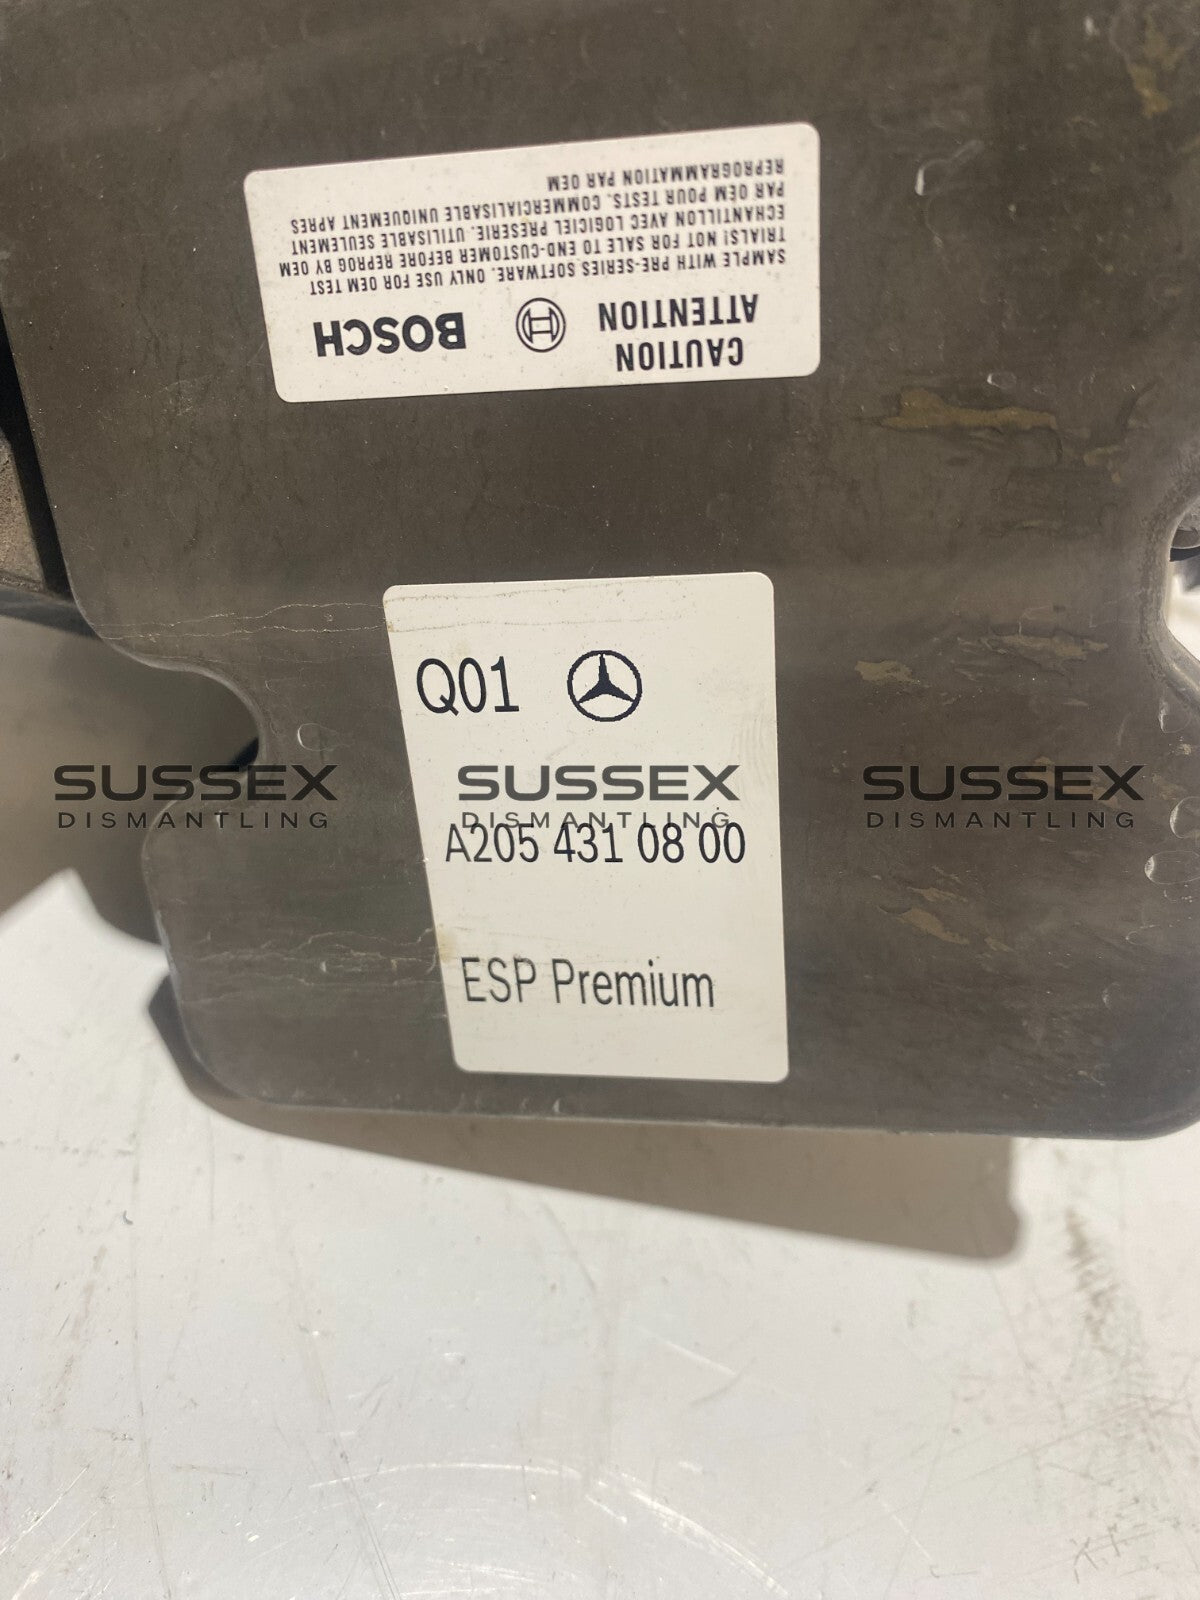 CAUTION
ATTENTION
BOSCH
SAMPLE WITH PRE-SERIES SOFTWARE. ONLY USE FOR OEM TEST
TRIALS! NOT FOR SALE TO END-CUSTOMER BEFORE REPROG BY OEM
ECHANTILLON AVEC LOGICIEL PRESERIE. UTILISABLE SEULEMENT
PAR OEM POUR TESTS. COMMERCIALISABLE UNIQUEMENT APRES
REPROGRAMMATION PAR OEM
Q01
SUSSEX SUSSEX SUSSEX
DISMANTLING DISMANTLING DISMANTLING
A205 431 08 00
ESP Premium